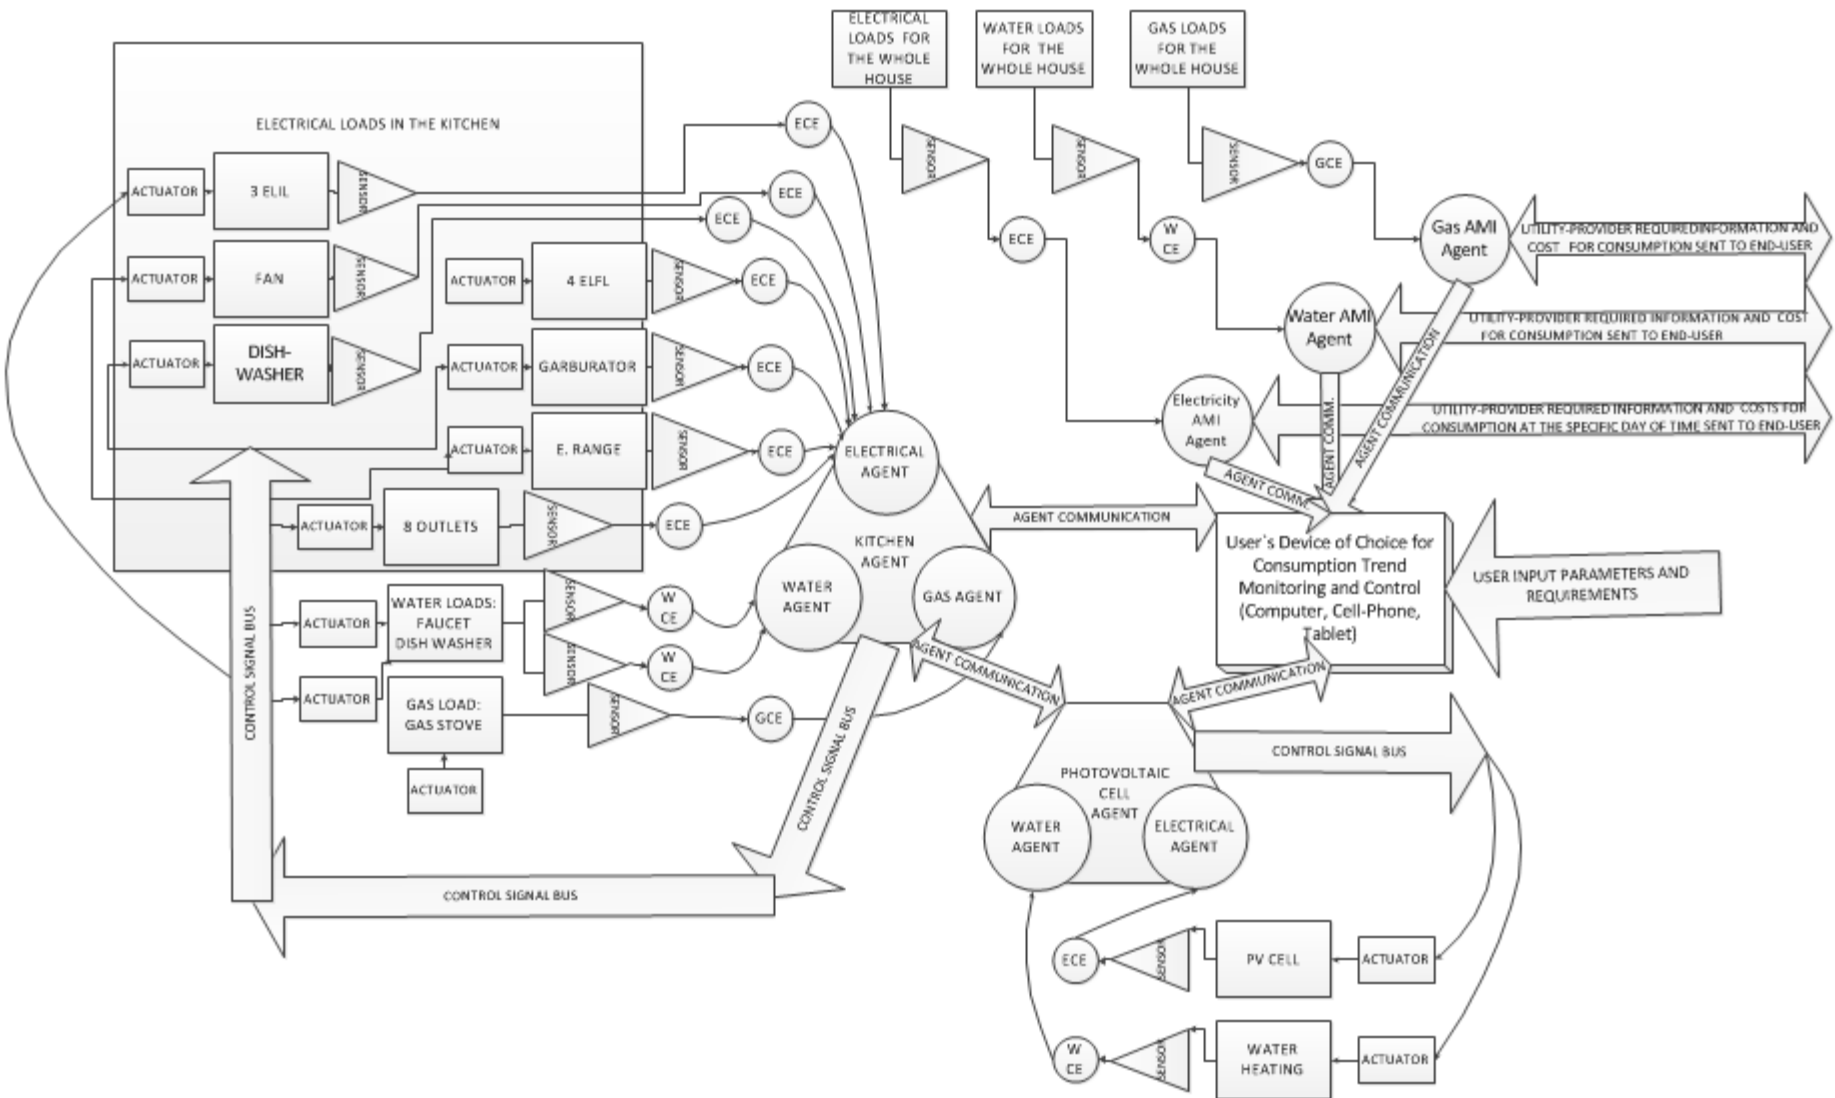 ELECTRICAL
LOADS FOR
THE WHOLE
HOUSE
WATER LOADS
FOR THE
WHOLE HOUSE
GAS LOADS
FOR THE
WHOLE HOUSE
SENSOR
SENSOR
SENSOR
GCE
ECE
W
CE
Gas AMI
Agent
UTILITY-PROVIDER REQUIREDINFORMATION AND
COST FOR CONSUMPTION SENT TO END-USER
Water AMI
Agent
UTILITY-PROVIDER REQUIRED INFORMATION AND COST
FOR CONSUMPTION SENT TO END-USER
Electricity
AMI
Agent
UTILITY-PROVIDER REQUIRED INFORMATION AND COSTS FOR
CONSUMPTION AT THE SPECIFIC DAY OF TIME SENT TO END-USER
AGENT COMM.
AGENT COMM.
AGENT COMMUNICATION
ELECTRICAL LOADS IN THE KITCHEN
ACTUATOR
3 ELIL
SENSOR
ECE
ACTUATOR
FAN
SENSOR
ECE
ACTUATOR
DISH-
WASHER
SENSOR
ECE
ACTUATOR
4 ELFL
SENSOR
ECE
ACTUATOR
GARBURATOR
SENSOR
ECE
ACTUATOR
E. RANGE
SENSOR
ECE
ACTUATOR
8 OUTLETS
SENSOR
ECE
ACTUATOR
WATER LOADS:
FAUCET
DISH WASHER
SENSOR
W
CE
SENSOR
W
CE
ACTUATOR
GAS LOAD:
GAS STOVE
SENSOR
GCE
ACTUATOR
ELECTRICAL
AGENT
KITCHEN
AGENT
WATER
AGENT
GAS AGENT
AGENT COMMUNICATION
User`s Device of Choice for
Consumption Trend
Monitoring and Control
(Computer, Cell-Phone,
Tablet)
USER INPUT PARAMETERS AND
REQUIREMENTS
AGENT COMMUNICATION
AGENT COMMUNICATION
CONTROL SIGNAL BUS
CONTROL SIGNAL BUS
CONTROL SIGNAL BUS
CONTROL SIGNAL BUS
PHOTOVOLTAIC
CELL
AGENT
WATER
AGENT
ELECTRICAL
AGENT
ECE
SENSOR
PV CELL
ACTUATOR
W
CE
SENSOR
WATER
HEATING
ACTUATOR